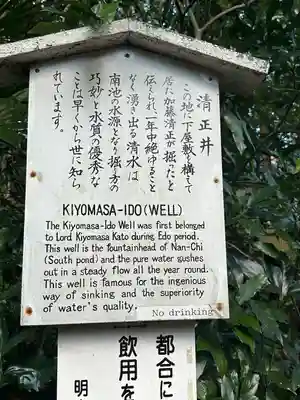 清正井
この地に下屋敷を構えて
居た加藤清正が掘ったと
伝えられ一年中絶ゆること
なく湧き出る清水は
南池の水源となり掘り方の
巧妙と水質の優秀な
ことは早くから世に知ら
れています。
KIYOMASA-IDO(WELL)
The Kiyomasa-Ido Well was first belonged
to Lord Kiyomasa Kato during Edo period.
This well is the fountainhead of Nan-Chi
(South pond) and the pure water gushes
out in a steady flow all the year round.
This well is famous for the ingenious
way of sinking and the superiority
of water's quality.
No drinking
都合に
飲用を
明